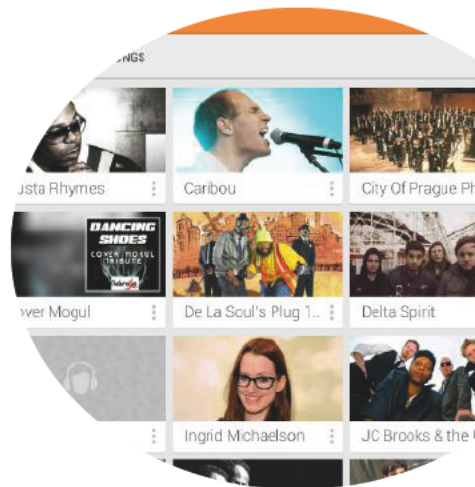 NGS
usta Rhymes
Caribou
City Of Prague Ph
DANCING
SHOES
COVER MOGUL
TRIBUTE
over Mogul
De La Soul's Plug 1..
Delta Spirit
Ingrid Michaelson
JC Brooks & the